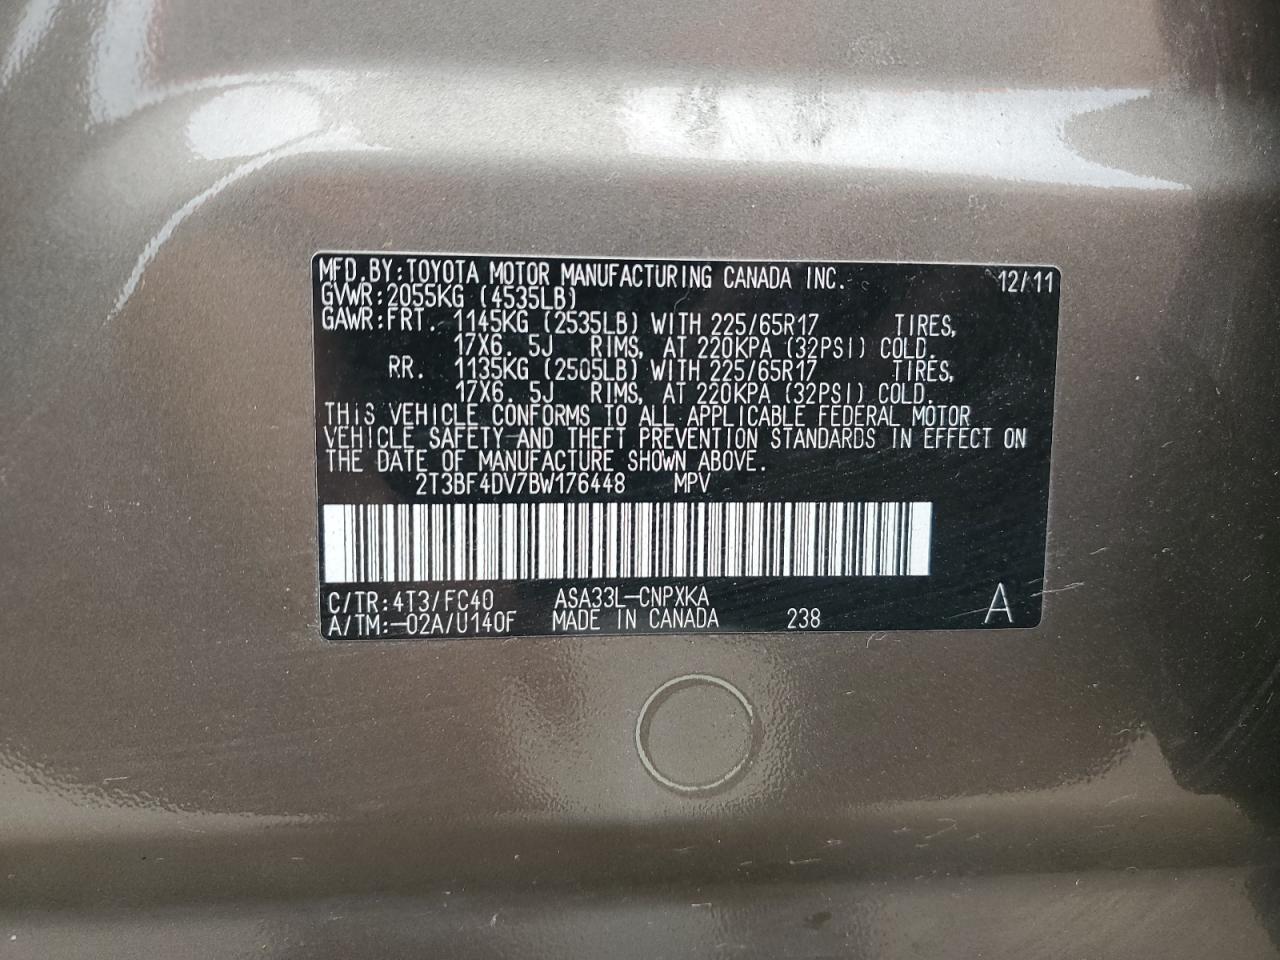 MFD.BY:TOYOTA MOTOR MANUFACTURING CANADA INC. 12/11
GVWR:2055KG (4535LB)
GAWR:FRT. 1145KG (2535LB) WITH 225/65R17 TIRES,
17X6. 5J RIMS, AT 220KPA (32PSI) COLD.
RR. 1135KG (2505LB) WITH 225/65R17 TIRES,
17X6. 5J RIMS, AT 220KPA (32PSI) COLD.
THIS VEHICLE CONFORMS TO ALL APPLICABLE FEDERAL MOTOR
VEHICLE SAFETY AND THEFT PREVENTION STANDARDS IN EFFECT ON
THE DATE OF MANUFACTURE SHOWN ABOVE.
2T3BF4DV7BW176448 MPV
C/TR:4T3/FC40 ASA33L-CNPXKA
A/TM:-02A/U140F MADE IN CANADA 238 A